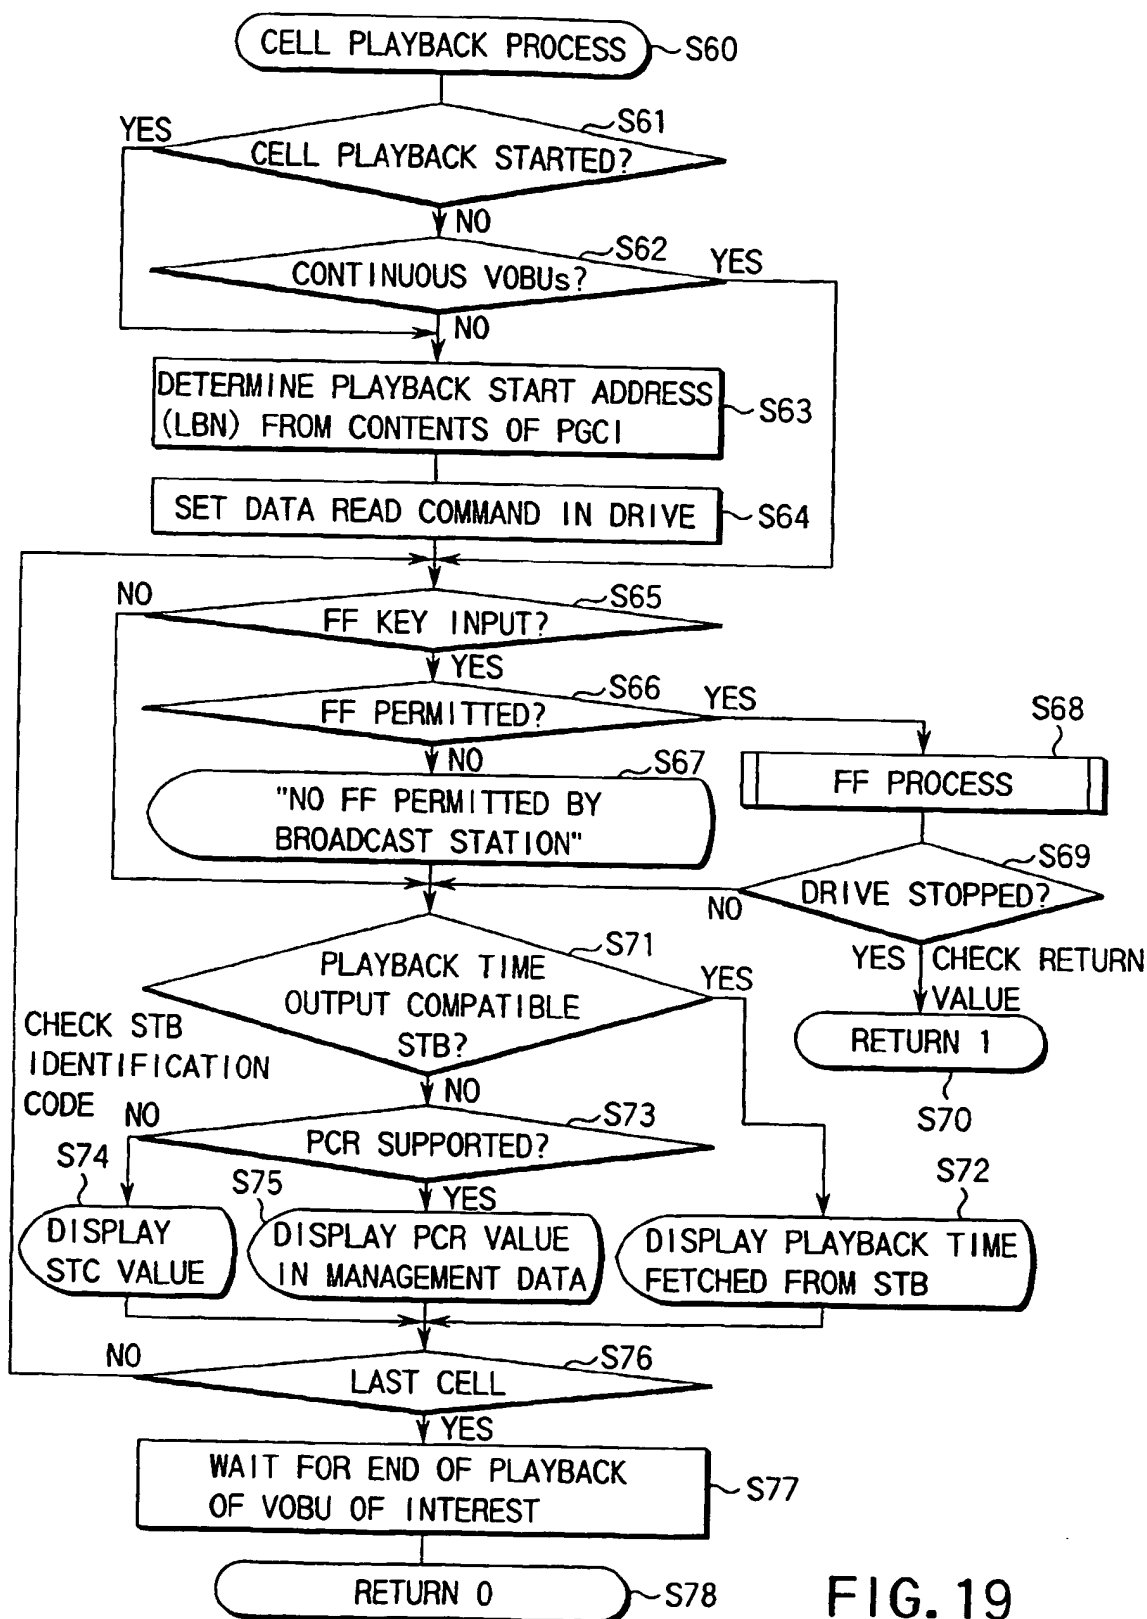 CELL PLAYBACK PROCESS
S60
S61
YES
CELL PLAYBACK STARTED?
NO
S62
CONTINUOUS VOBUs?
YES
NO
DETERMINE PLAYBACK START ADDRESS
(LBN) FROM CONTENTS OF PGCI
S63
SET DATA READ COMMAND IN DRIVE
S64
NO
S65
FF KEY INPUT?
YES
S66
YES
FF PERMITTED?
S68
NO
S67
FF PROCESS
"NO FF PERMITTED BY
BROADCAST STATION"
S69
DRIVE STOPPED?
NO
YES
CHECK RETURN
VALUE
RETURN 1
S70
S71
PLAYBACK TIME
OUTPUT COMPATIBLE
STB?
YES
CHECK STB
IDENTIFICATION
CODE
NO
NO
S73
PCR SUPPORTED?
S74
S75
YES
S72
DISPLAY
STC VALUE
DISPLAY PCR VALUE
IN MANAGEMENT DATA
DISPLAY PLAYBACK TIME
FETCHED FROM STB
NO
S76
LAST CELL
YES
WAIT FOR END OF PLAYBACK
OF VOBU OF INTEREST
S77
RETURN 0
S78
FIG. 19